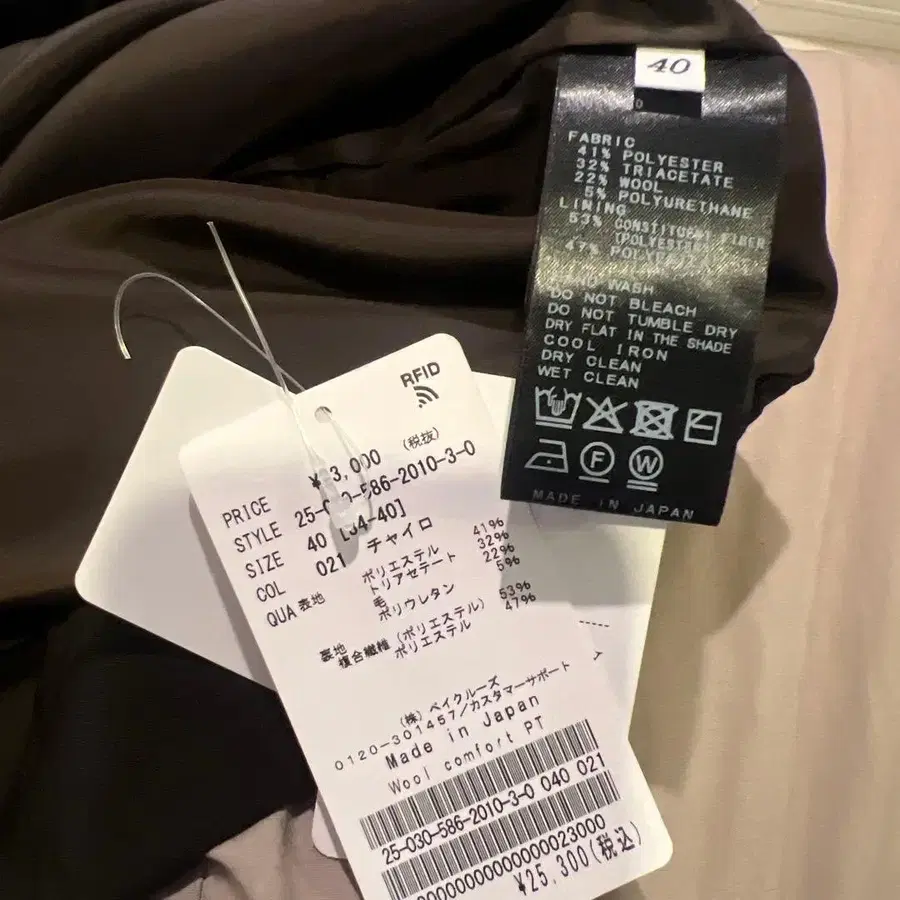 40
FABRIC
41% POLYESTER
32% TRIACETATE
22% WOOL
5% POLYURETHANE
LINING
53% CONSTITUENT FIBER
(POLYESTER)
47% POLYESTER
WASH
DO NOT BLEACH
DO NOT TUMBLE DRY
DRY FLAT IN THE SHADE
COOL IRON
DRY CLEAN
WET CLEAN
F W
MADE IN JAPAN
RFID
PRICE ¥ 3,000 (税抜)
STYLE 25-0 0-586-2010-3-0
SIZE 40 [34-40]
COL 021 チャイロ
QUA 表地 ポリエステル 41%
トリアセテート 32%
毛 22%
ポリウレタン 5%
裏地
複合繊維 (ポリエステル) 53%
ポリエステル 47%
(株) ベイクルーズ
0120-301457/カスタマーサポート
Made in Japan
Wool comfort PT
25-030-586-2010-3-0 040 021
0000000000000023000
¥25,300(税込)